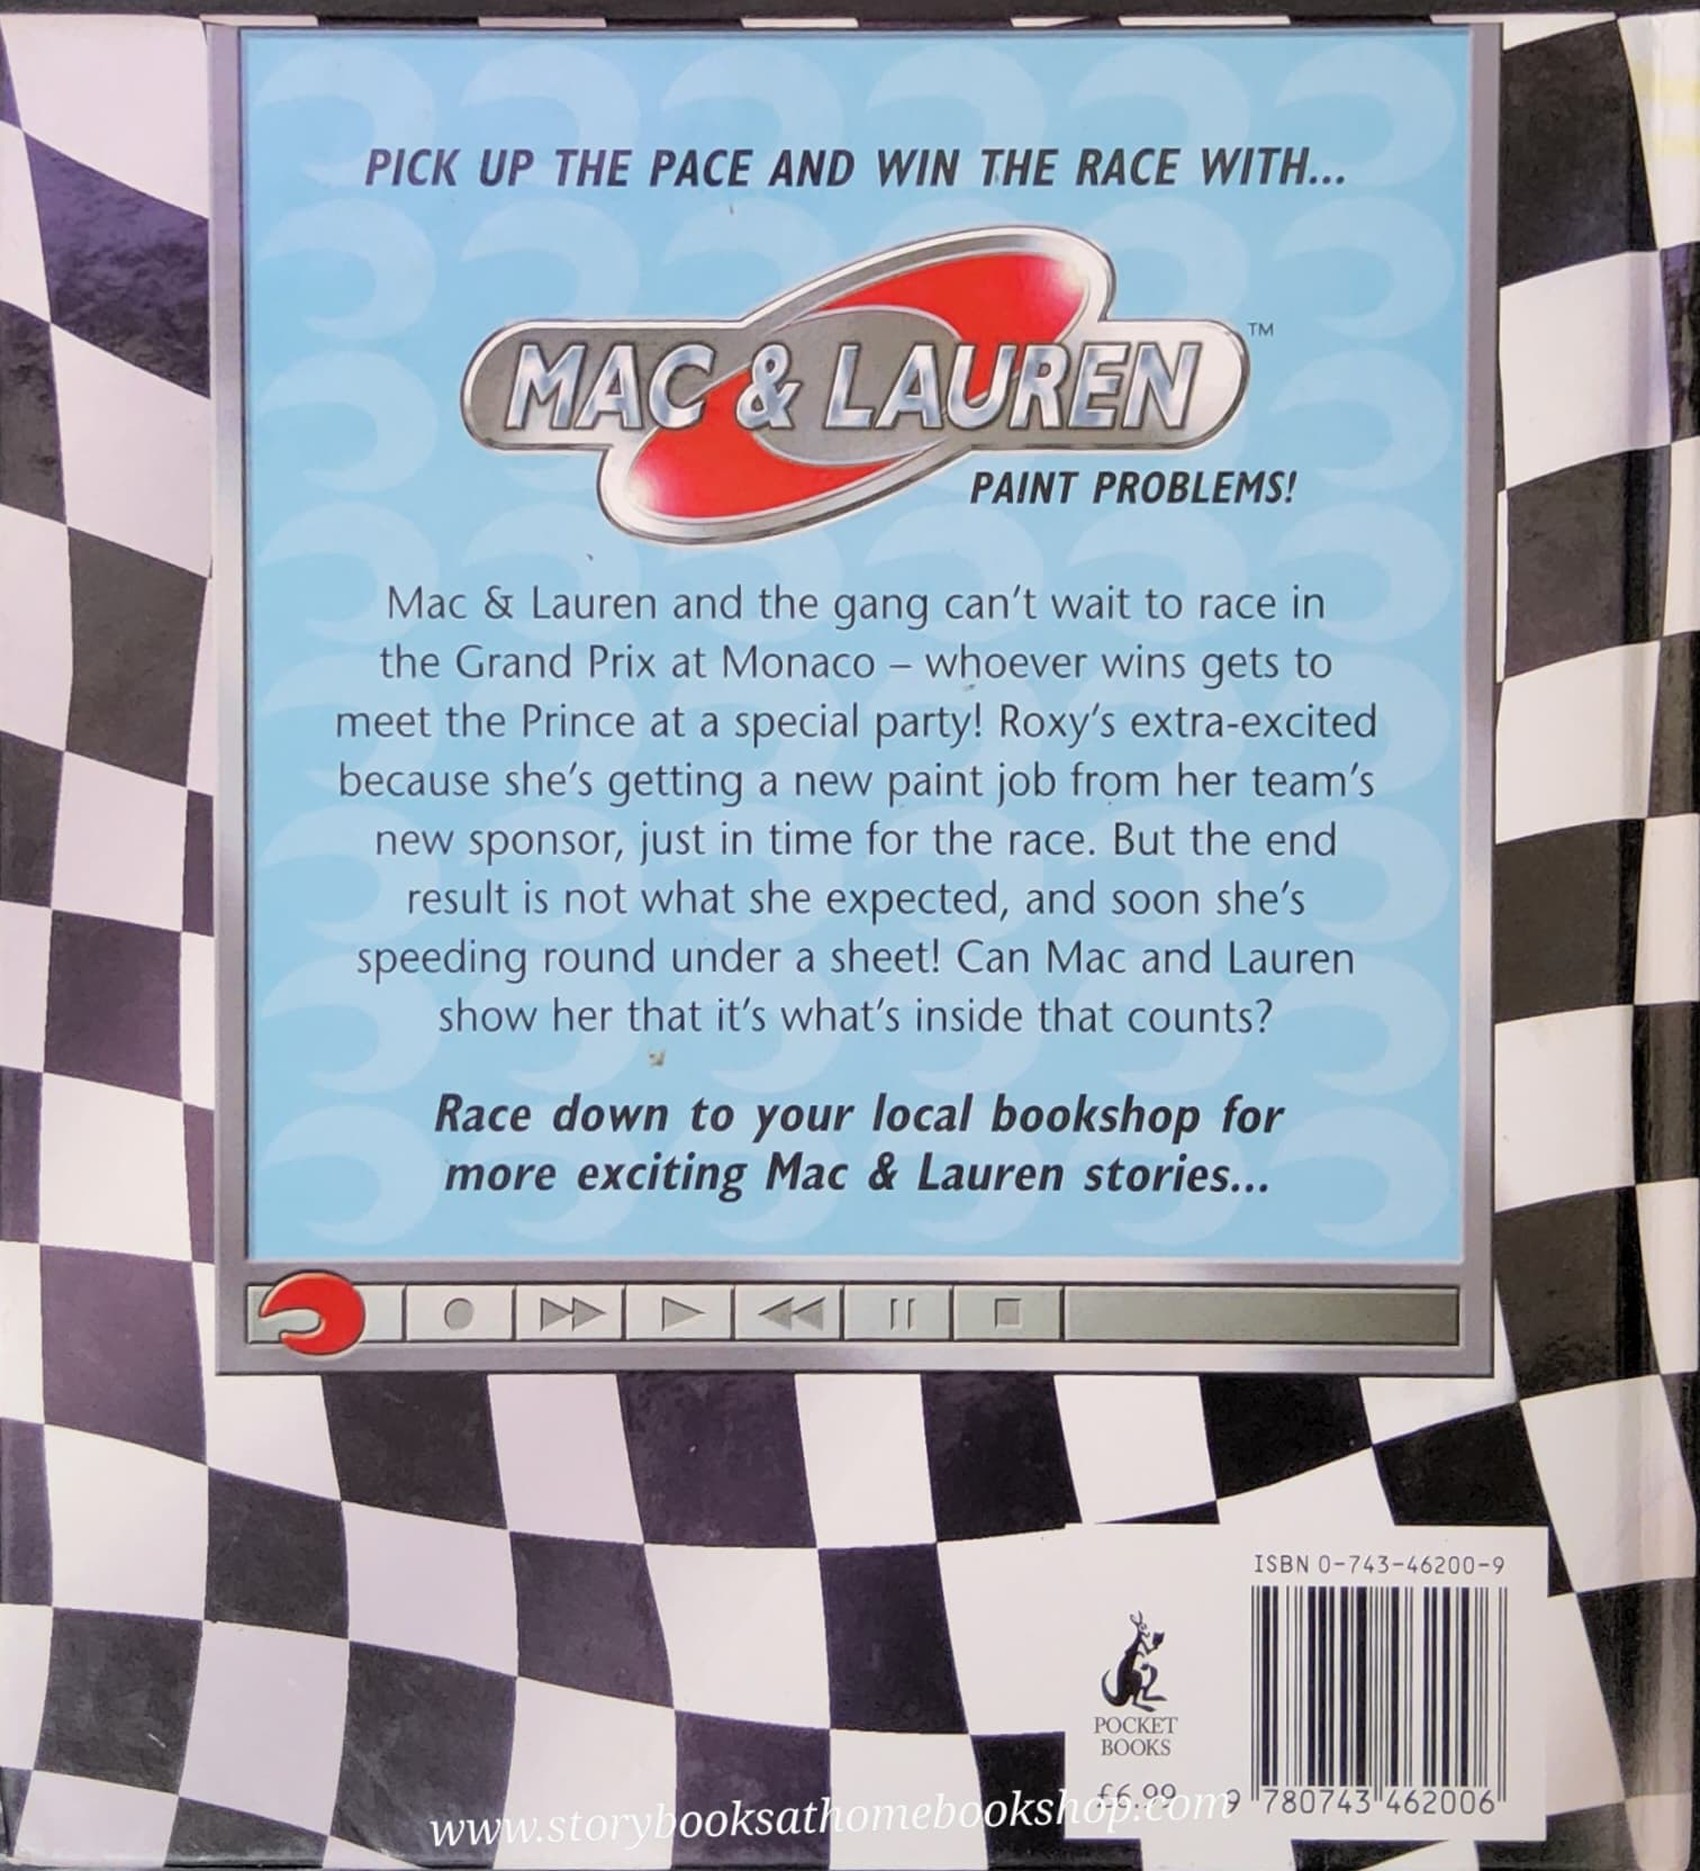 PICK UP THE PACE AND WIN THE RACE WITH...
MAC & LAUREN™
PAINT PROBLEMS!
Mac & Lauren and the gang can't wait to race in
the Grand Prix at Monaco – whoever wins gets to
meet the Prince at a special party! Roxy's extra-excited
because she's getting a new paint job from her team's
new sponsor, just in time for the race. But the end
result is not what she expected, and soon she's
speeding round under a sheet! Can Mac and Lauren
show her that it's what's inside that counts?
Race down to your local bookshop for
more exciting Mac & Lauren stories...
ISBN 0-743-46200-9
POCKET
BOOKS
£6.99
9 780743 462006
www.storybooksathomebookshop.com